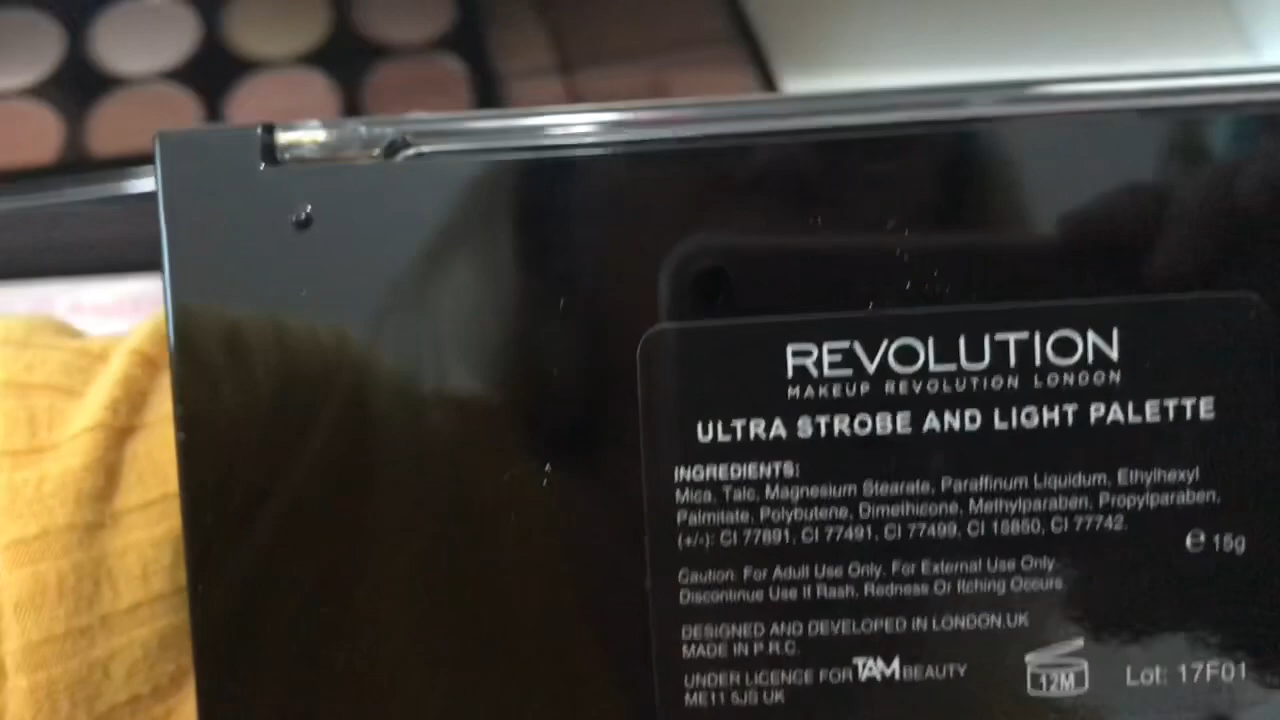 REVOLUTION
MAKEUP REVOLUTION LONDON
ULTRA STROBE AND LIGHT PALETTE
INGREDIENTS:
Mica, Talc, Magnesium Stearate, Paraffinum Liquidum, Ethylhexyl
Palmitate, Polybutene, Dimethicone, Methylparaben, Propylparaben,
(+/-): CI 77891, CI 77491, CI 77499, CI 15850, CI 77742.
℮ 15g
Caution: For Adult Use Only. For External Use Only.
Discontinue Use If Rash, Redness Or Itching Occurs.
DESIGNED AND DEVELOPED IN LONDON.UK
MADE IN P.R.C.
UNDER LICENCE FOR TAM BEAUTY
ME11 5JS UK
12M
Lot: 17F01